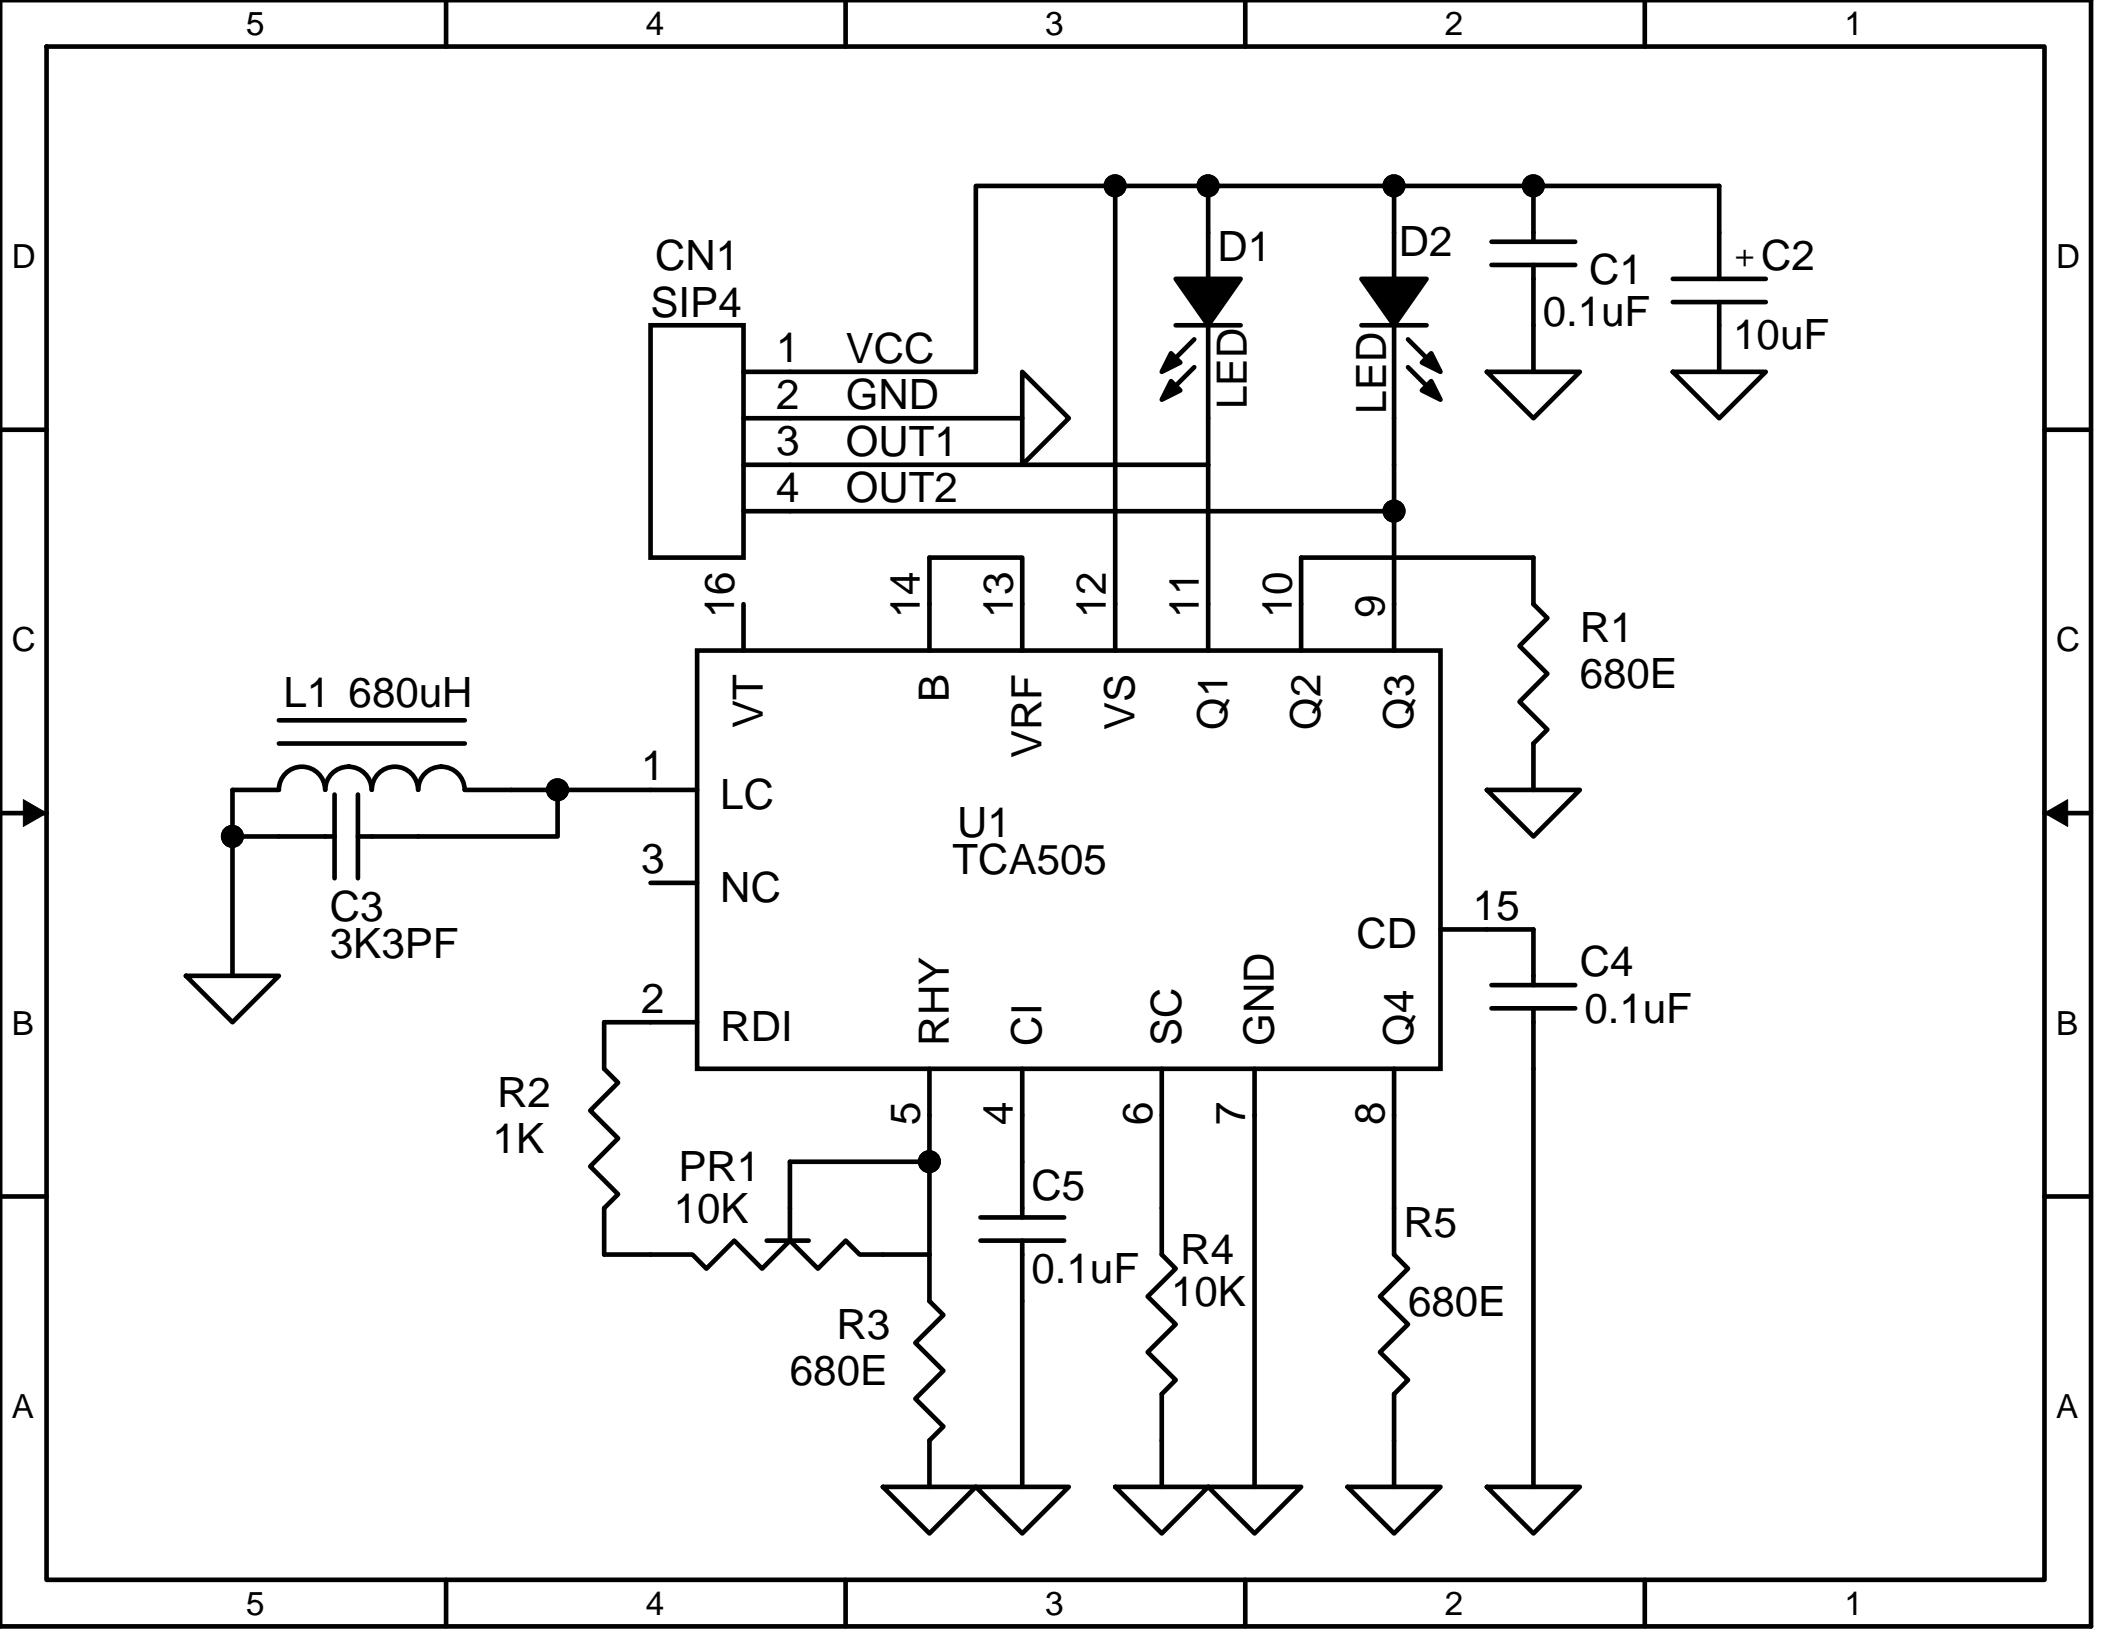 5 4 3 2 1
D D
CN1
SIP4
1 VCC
2 GND
3 OUT1
4 OUT2
D1
LED
D2
LED
C1
0.1uF
+C2
10uF
C C
16
14
13
12
11
10
9
R1
680E
VT
B
VRF
VS
Q1
Q2
Q3
L1 680uH
1
LC
U1
TCA505
3
NC
C3
3K3PF
15
CD
C4
0.1uF
B B
2
RDI
RHY
CI
SC
GND
Q4
R2
1K
5
4
6
7
8
PR1
10K
C5
0.1uF
R4
10K
R5
680E
R3
680E
A A
5 4 3 2 1